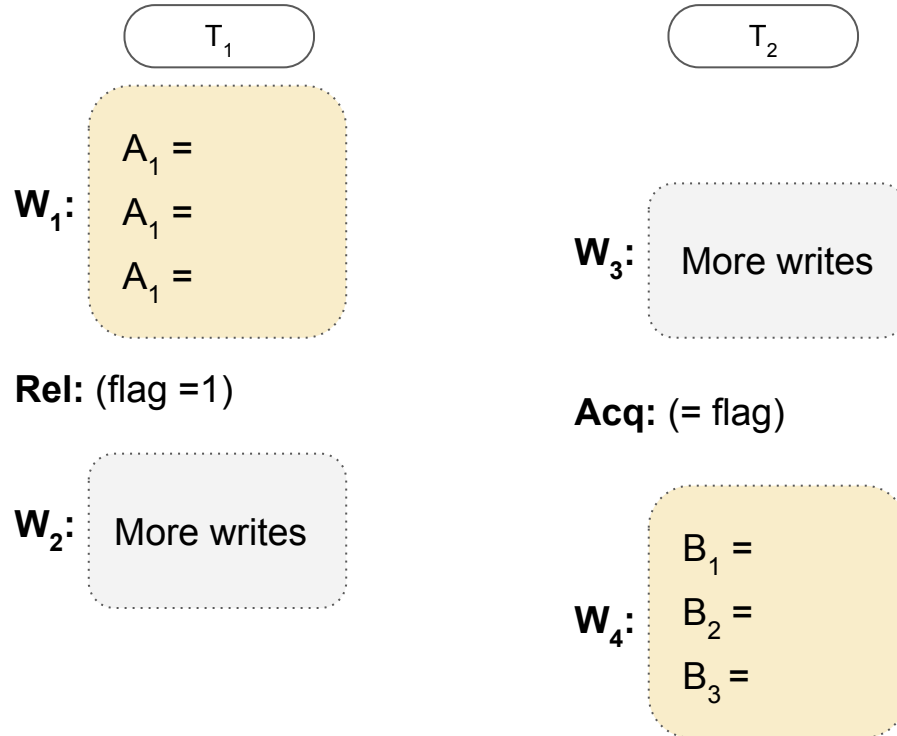 T₁
W₁:
A₁ =
A₁ =
A₁ =
Rel: (flag =1)
W₂:
More writes
T₂
W₃:
More writes
Acq: (= flag)
W₄:
B₁ =
B₂ =
B₃ =